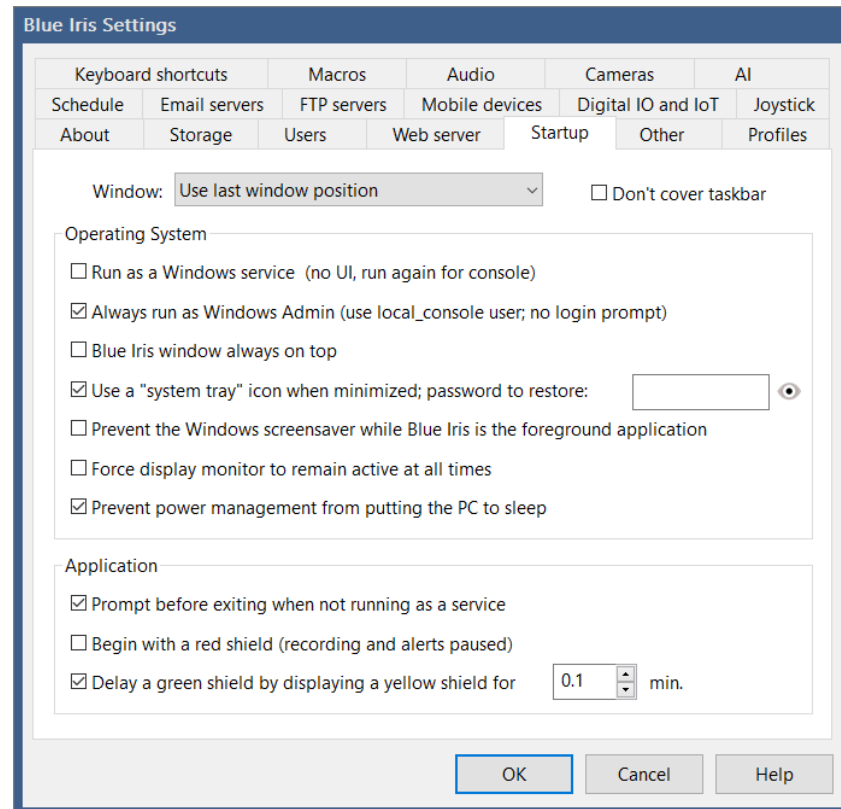 Blue Iris Settings
Keyboard shortcuts Macros Audio Cameras AI
Schedule Email servers FTP servers Mobile devices Digital IO and IoT Joystick
About Storage Users Web server Startup Other Profiles
Window: Use last window position Don't cover taskbar
Operating System
Run as a Windows service (no UI, run again for console)
Always run as Windows Admin (use local_console user; no login prompt)
Blue Iris window always on top
Use a "system tray" icon when minimized; password to restore:
Prevent the Windows screensaver while Blue Iris is the foreground application
Force display monitor to remain active at all times
Prevent power management from putting the PC to sleep
Application
Prompt before exiting when not running as a service
Begin with a red shield (recording and alerts paused)
Delay a green shield by displaying a yellow shield for 0.1 min.
OK Cancel Help